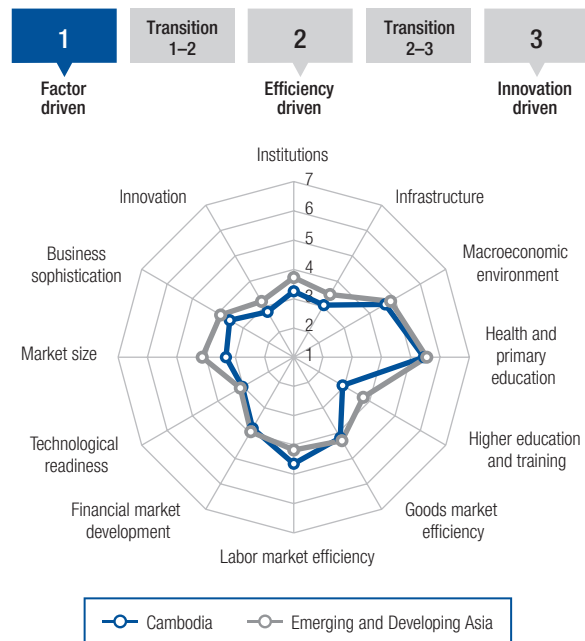 1
Transition
1–2
2
Transition
2–3
3
Factor
driven
Efficiency
driven
Innovation
driven
Institutions
7
Innovation
Infrastructure
6
5
Business
sophistication
Macroeconomic
environment
4
3
2
Market size
1
Health and
primary
education
Technological
readiness
Higher education
and training
Financial market
development
Goods market
efficiency
Labor market efficiency
Cambodia
Emerging and Developing Asia